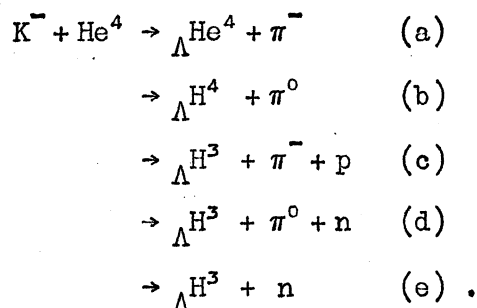 K⁻ + He⁴ → ΛHe⁴ + π⁻ (a)
→ ΛH⁴ + π⁰ (b)
→ ΛH³ + π⁻ + p (c)
→ ΛH³ + π⁰ + n (d)
→ ΛH³ + n (e) .